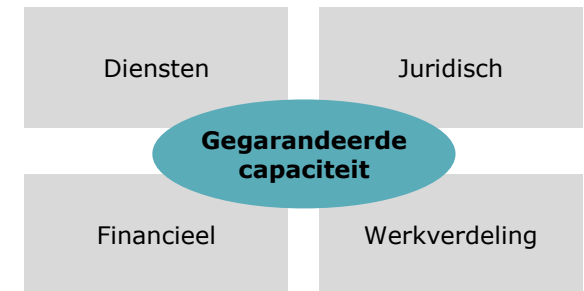 Diensten
Juridisch
Gegarandeerde
capaciteit
Financieel
Werkverdeling